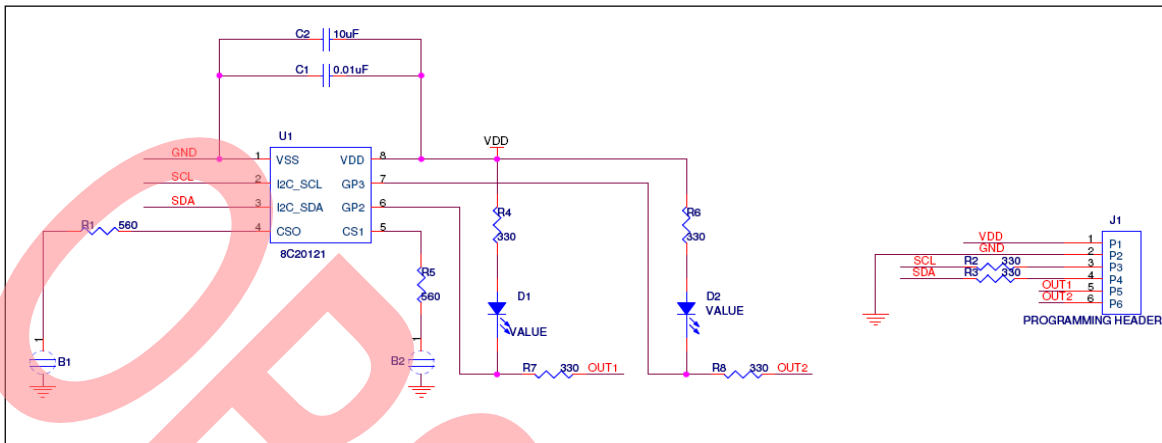 C2 10uF
C1 0.01uF
U1
GND 1 VSS VDD 8 VDD
SCL 2 I2C_SCL GP3 7
SDA 3 I2C_SDA GP2 6
R1 560 4 CSO CS1 5
8C20121
R4 330
R6 330
R5 560
D1 VALUE
D2 VALUE
1 B1
1 B2
R7 330 OUT1
R8 330 OUT2
J1
VDD 1 P1
GND 2 P2
SCL R2 330 3 P3
SDA R3 330 4 P4
OUT1 5 P5
OUT2 6 P6
PROGRAMMING HEADER